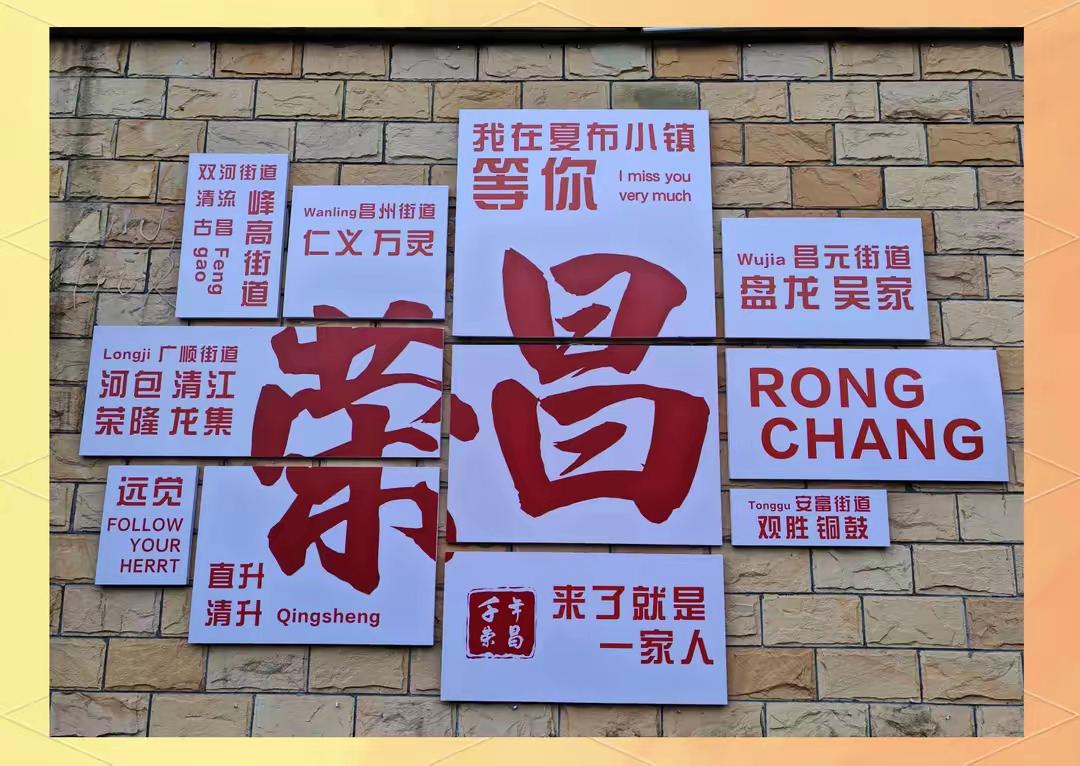 双河街道
清流
古昌
Feng
gao
峰高街道
Wanling昌州街道
仁义 万灵
我在夏布小镇
等你
I miss you
very much
Wujia 昌元街道
盘龙 吴家
Longji 广顺街道
河包 清江
荣隆 龙集
荣昌
RONG
CHANG
远觉
FOLLOW
YOUR
HERRT
直升
清升 Qingsheng
Tonggu 安富街道
观胜 铜鼓
来了就是
一家人